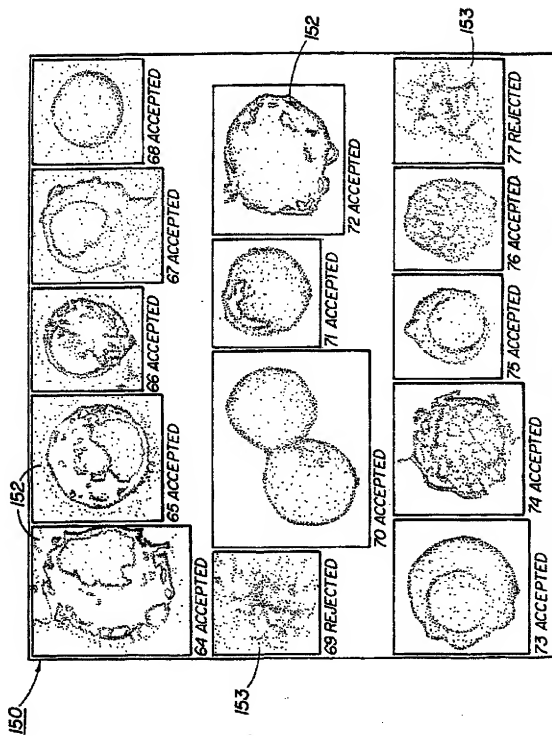 150
152
64 ACCEPTED
65 ACCEPTED
66 ACCEPTED
67 ACCEPTED
68 ACCEPTED
153
69 REJECTED
70 ACCEPTED
71 ACCEPTED
72 ACCEPTED
152
73 ACCEPTED
74 ACCEPTED
75 ACCEPTED
76 ACCEPTED
77 REJECTED
153